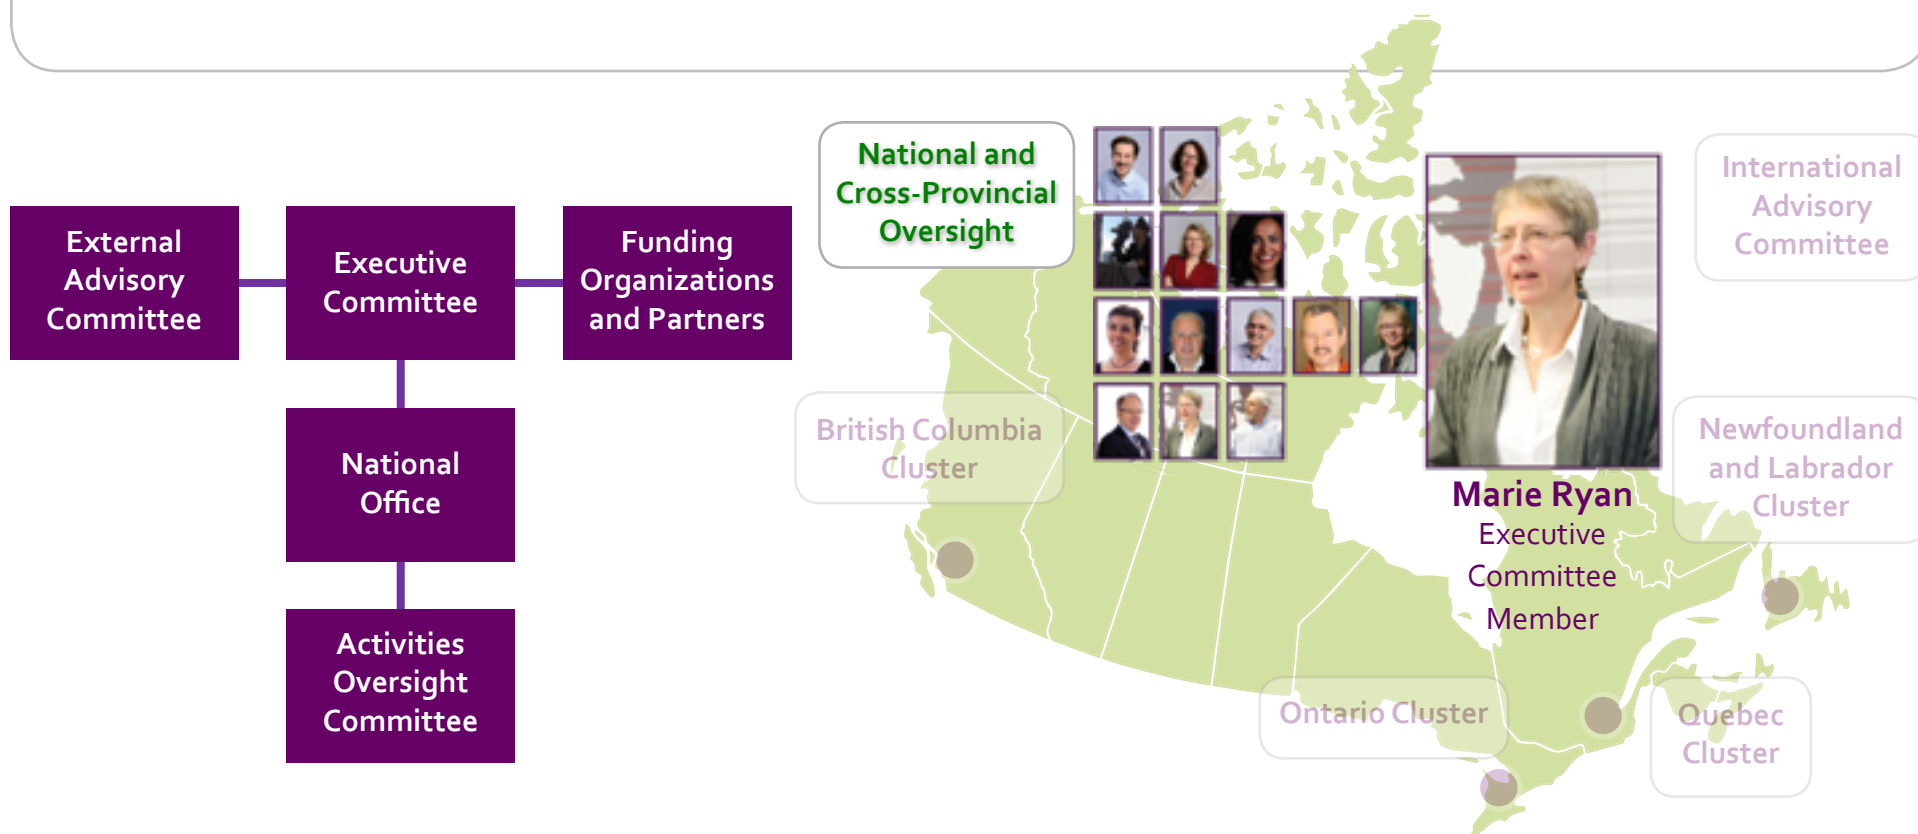 External
Advisory
Committee
Executive
Committee
Funding
Organizations
and Partners
National
Office
Activities
Oversight
Committee
National and
Cross-Provincial
Oversight
International
Advisory
Committee
British Columbia
Cluster
Marie Ryan
Executive
Committee
Member
Newfoundland
and Labrador
Cluster
Ontario Cluster
Quebec
Cluster